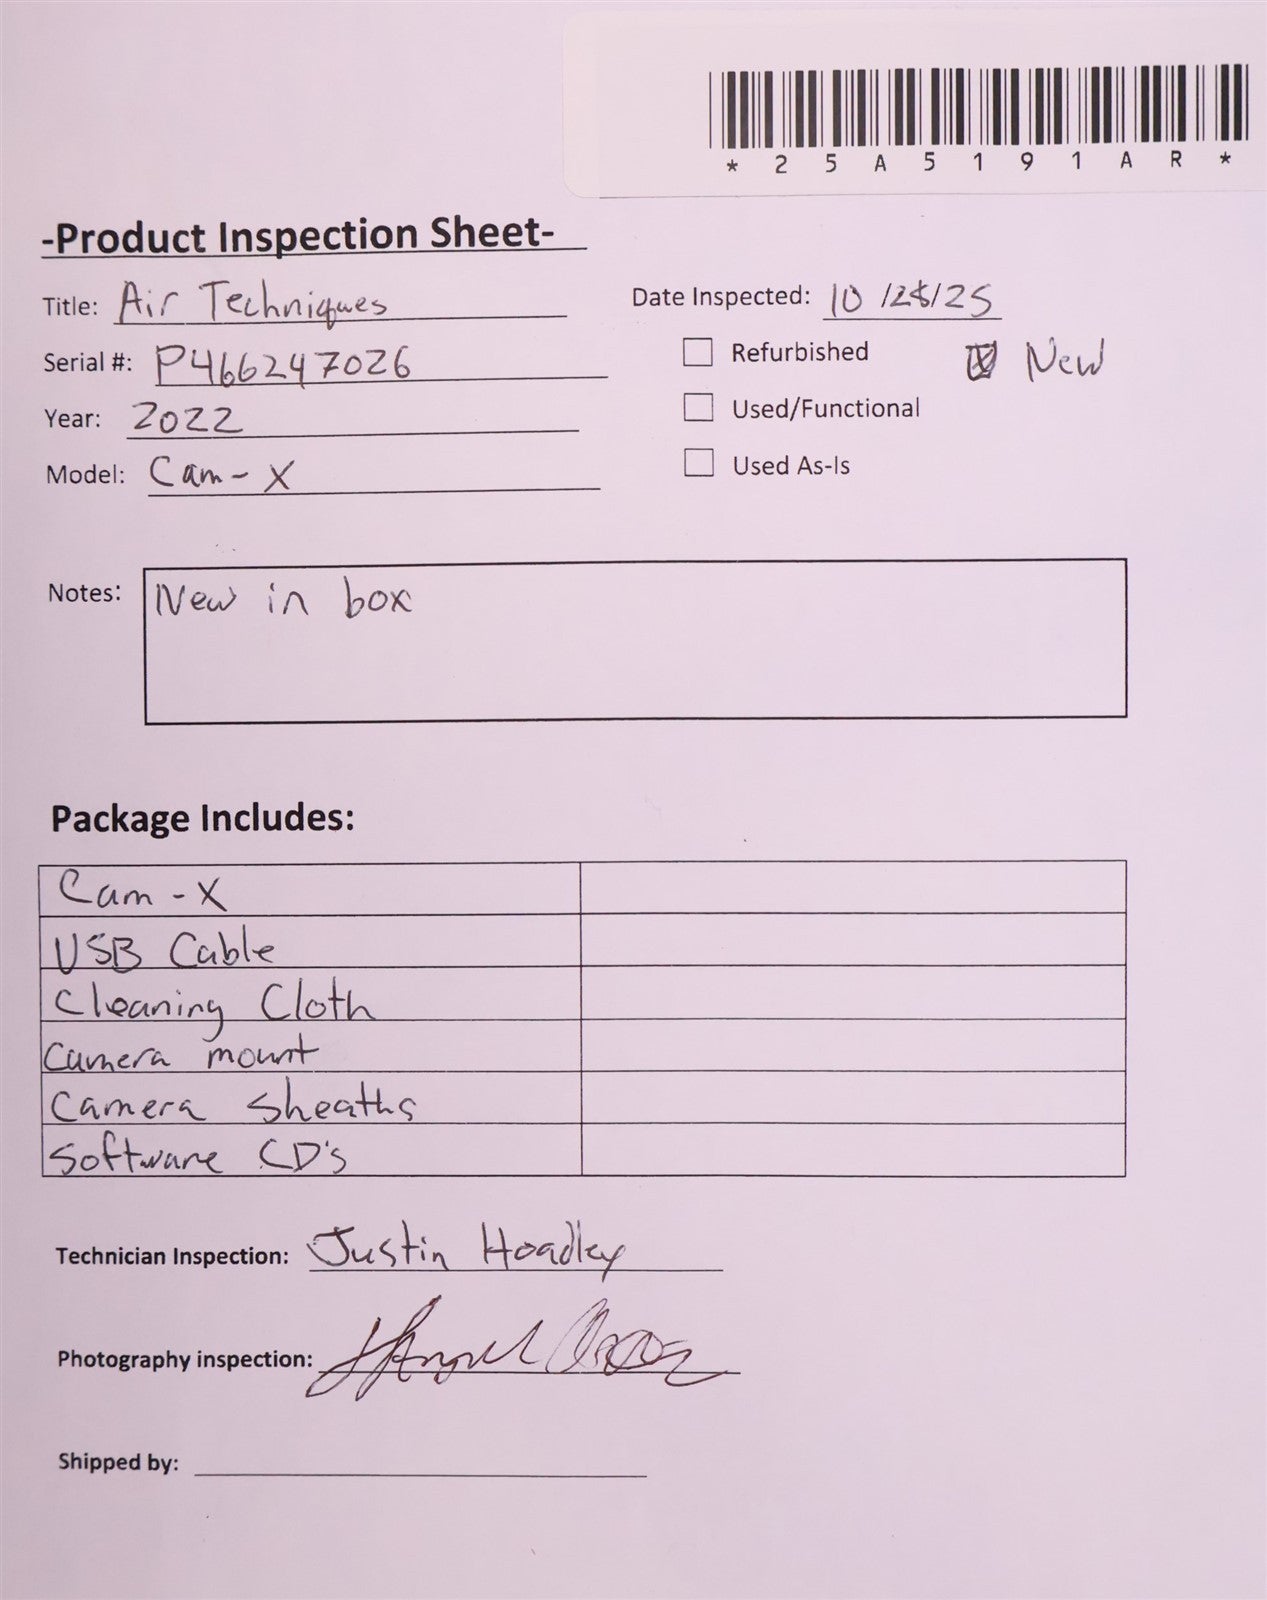 *25A5191AR*
-Product Inspection Sheet-
Title: Air Techniques
Date Inspected: 10 /28/25
Serial #: P466247026
Refurbished
New
Year: 2022
Used/Functional
Model: Cam-X
Used As-Is
Notes: New in box
Package Includes:
Cam-X
USB Cable
Cleaning Cloth
Camera mount
Camera sheaths
Software CD's
Technician Inspection: Justin Hoadley
Photography inspection:
Shipped by: